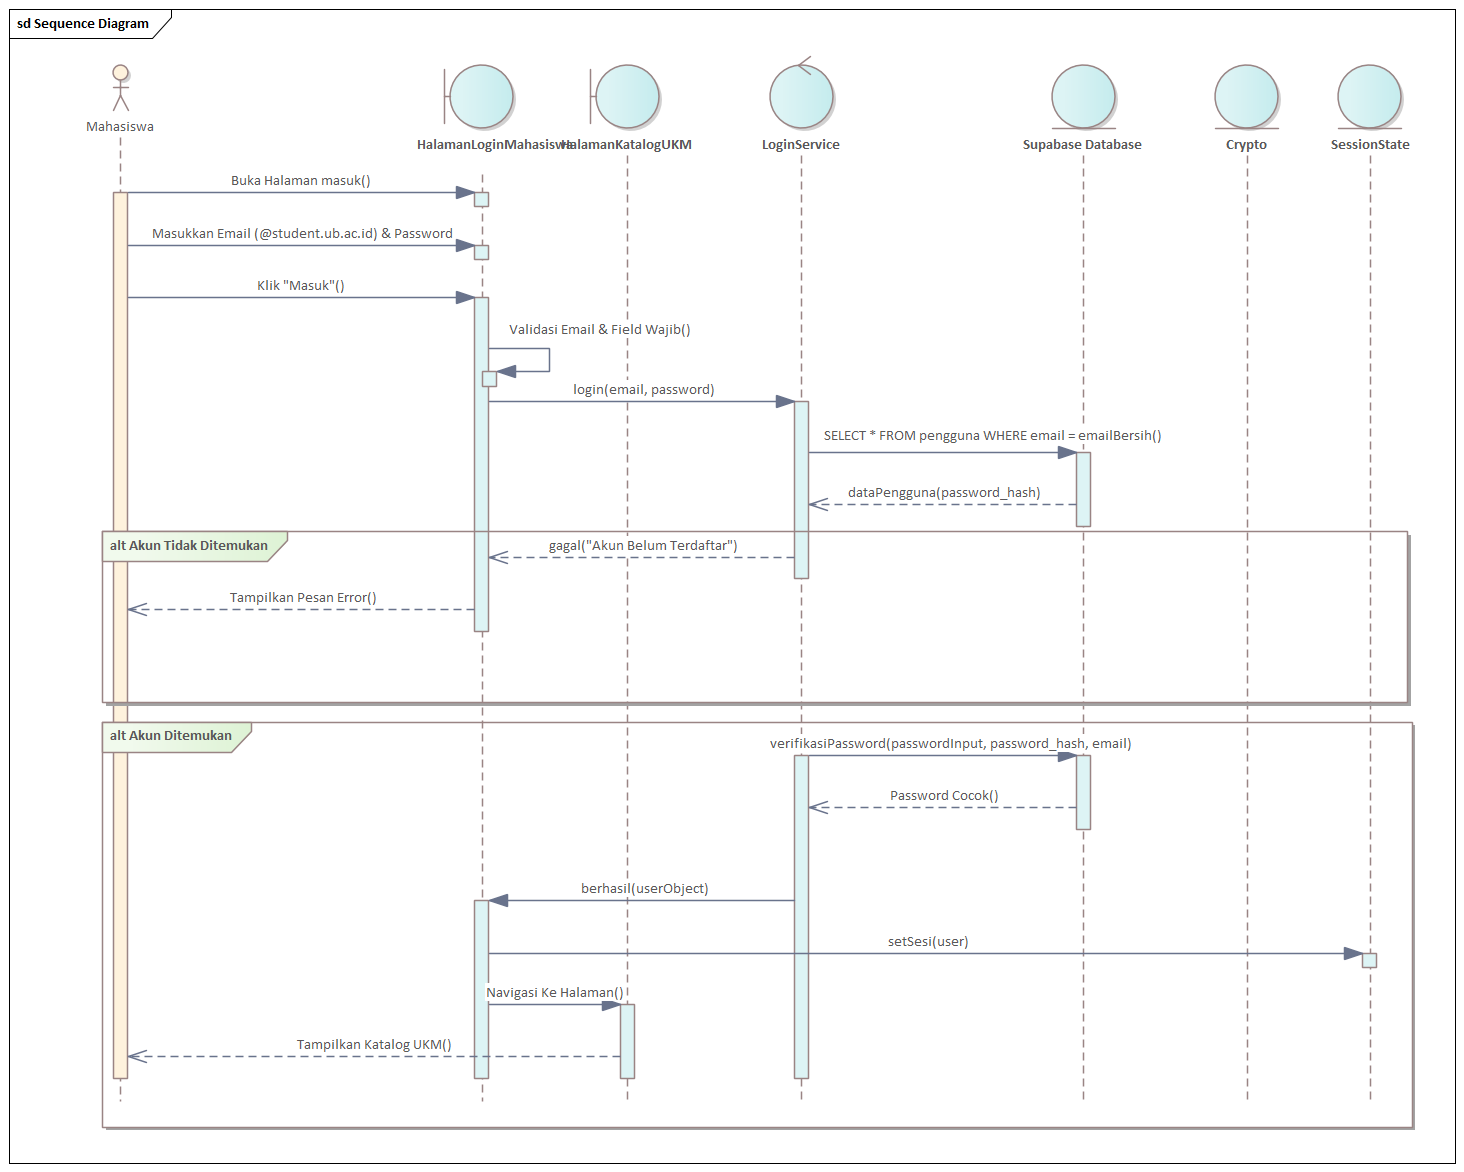 sd Sequence Diagram
Mahasiswa
HalamanLoginMahasiswa
HalamanKatalogUKM
LoginService
Supabase Database
Crypto
SessionState
Buka Halaman masuk()
Masukkan Email (@student.ub.ac.id) & Password
Klik "Masuk"()
Validasi Email & Field Wajib()
login(email, password)
SELECT * FROM pengguna WHERE email = emailBersih()
dataPengguna(password_hash)
alt Akun Tidak Ditemukan
gagal("Akun Belum Terdaftar")
Tampilkan Pesan Error()
alt Akun Ditemukan
verifikasiPassword(passwordInput, password_hash, email)
Password Cocok()
berhasil(userObject)
setSesi(user)
Navigasi Ke Halaman()
Tampilkan Katalog UKM()